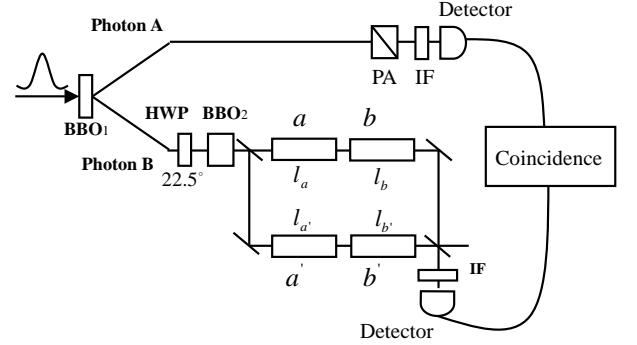 Detector
Photon A
PA
IF
BBO1
HWP
BBO2
a
b
Photon B
22.5°
la
lb
Coincidence
la'
lb'
a'
b'
IF
Detector